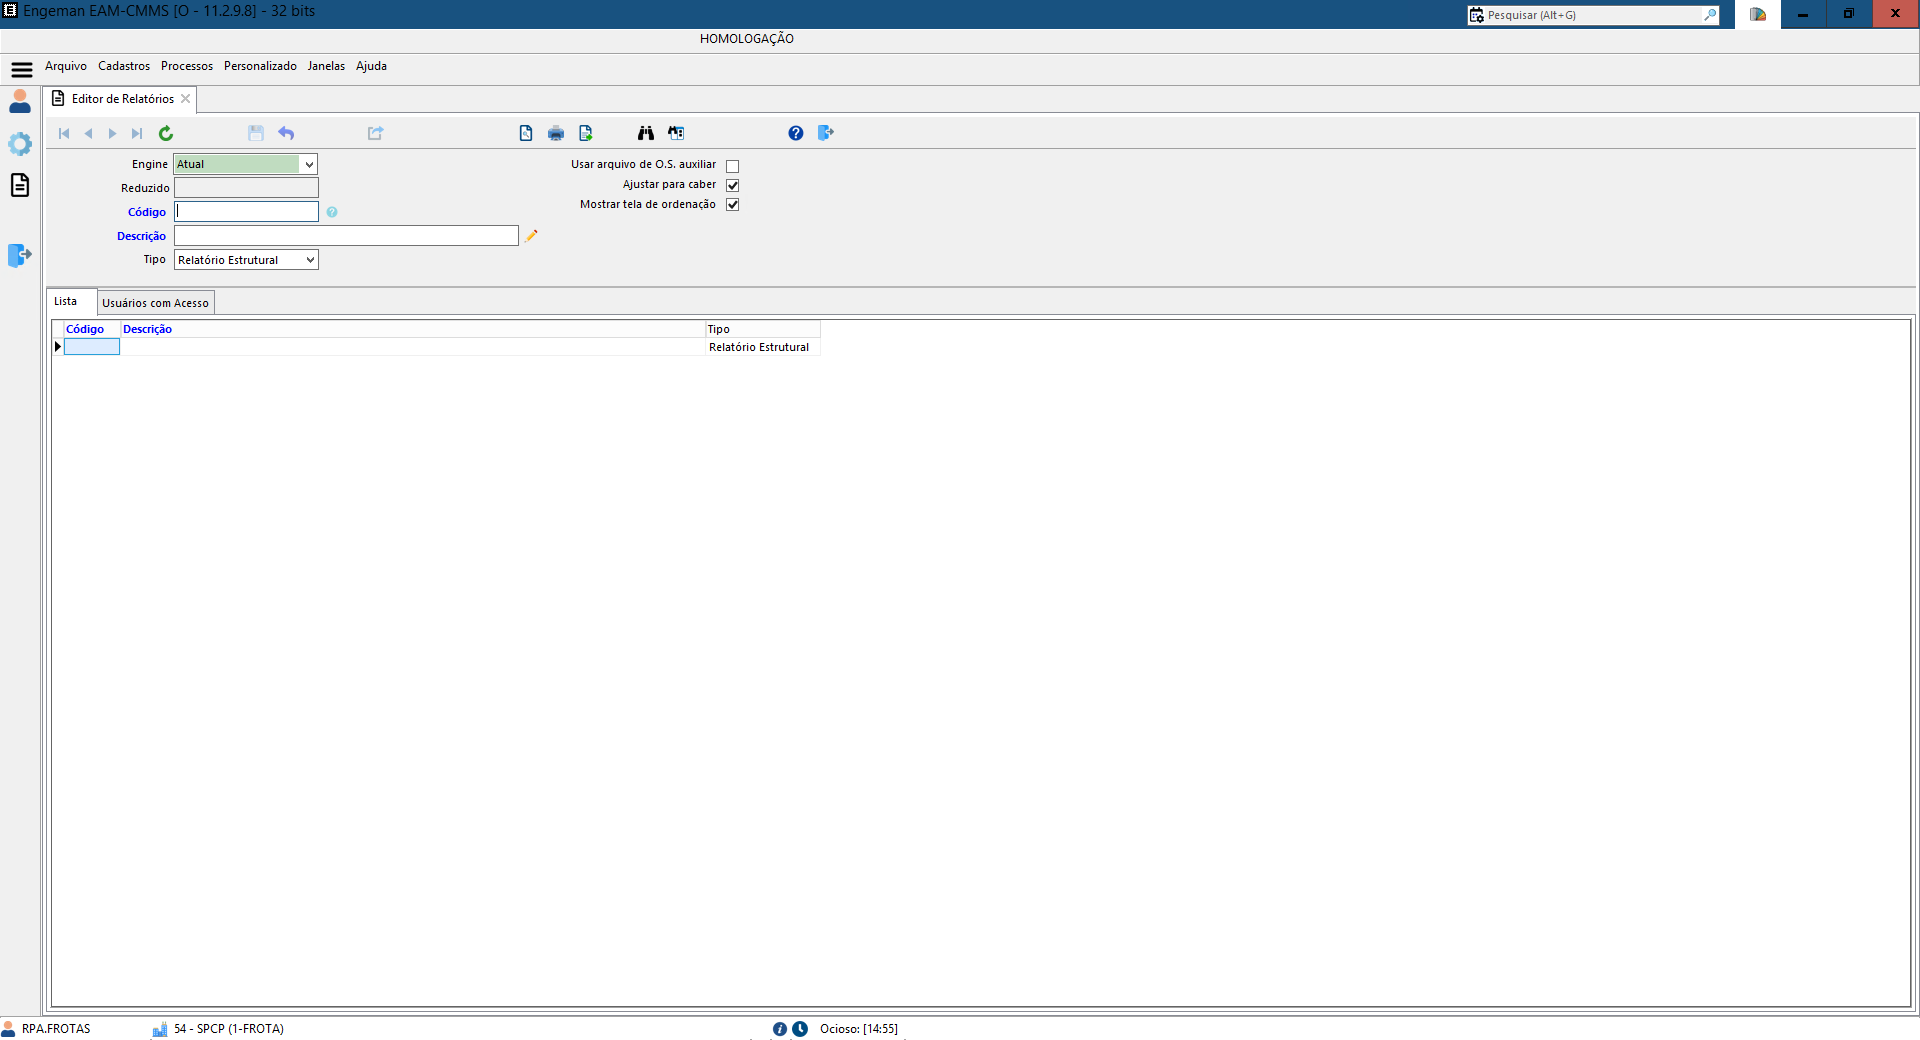 Engeman EAM-CMMS [O - 11.2.9.8] - 32 bits
Pesquisar (Alt+G)
HOMOLOGAÇÃO
Arquivo Cadastros Processos Personalizado Janelas Ajuda
Editor de Relatórios
Engine Atual
Usar arquivo de O.S. auxiliar
Reduzido
Ajustar para caber
Código
Mostrar tela de ordenação
Descrição
Tipo Relatório Estrutural
Lista Usuários com Acesso
Código Descrição Tipo
Relatório Estrutural
RPA.FROTAS 54 - SPCP (1-FROTA) Ocioso: [14:55]